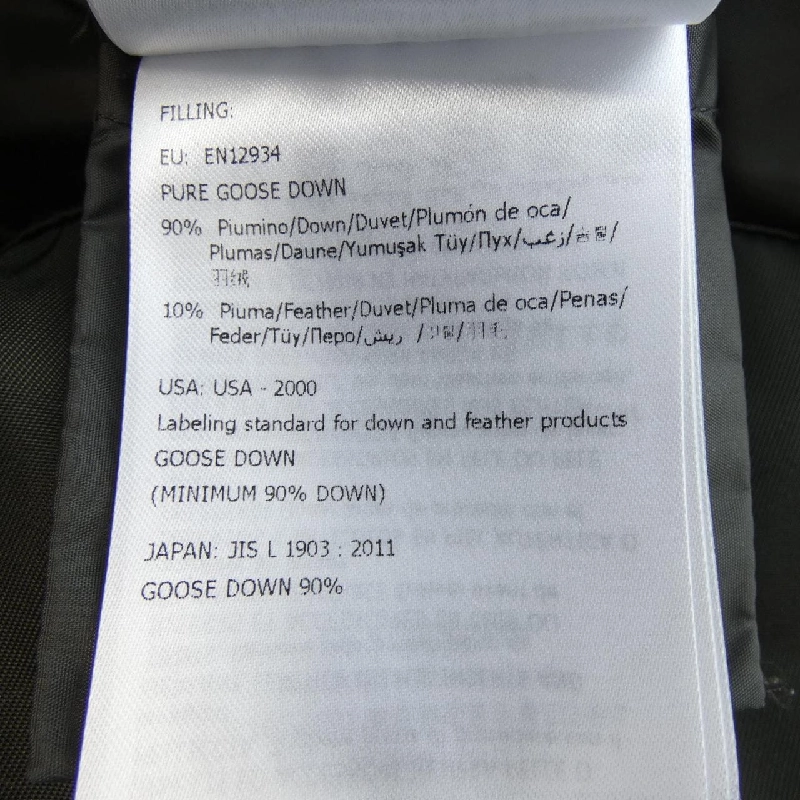 FILLING:
EU: EN12934
PURE GOOSE DOWN
90% Piumino/Down/Duvet/Plumón de oca/
Plumas/Daune/Yumuşak Tüy/Пух/زغب/
羽绒
10% Piuma/Feather/Duvet/Pluma de oca/Penas/
Feder/Tüy/Перо/ريش/
USA: USA - 2000
Labeling standard for down and feather products
GOOSE DOWN
(MINIMUM 90% DOWN)
JAPAN: JIS L 1903 : 2011
GOOSE DOWN 90%